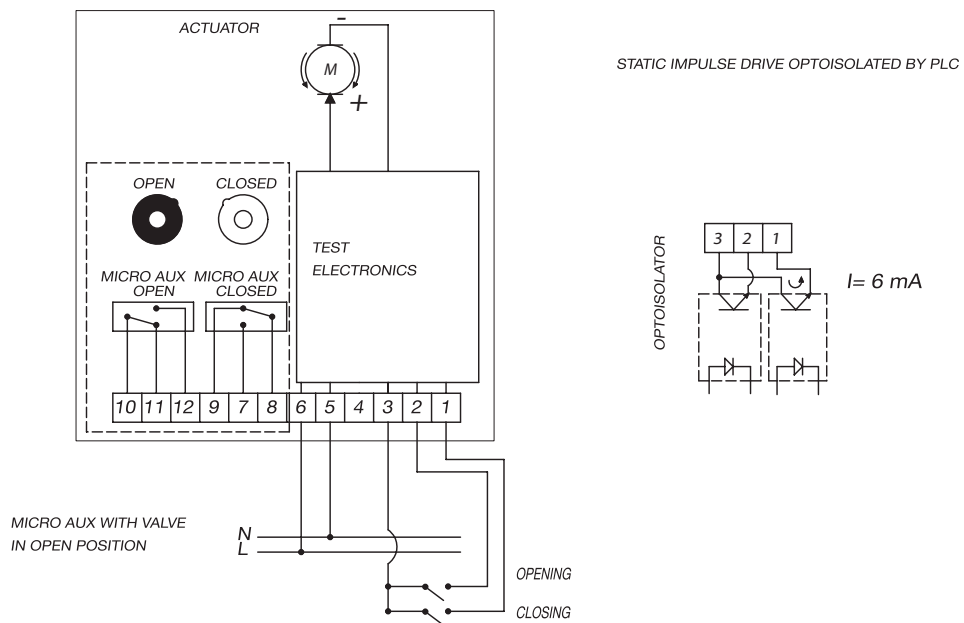 ACTUATOR
-
M
+
STATIC IMPULSE DRIVE OPTOISOLATED BY PLC
OPEN CLOSED
TEST
ELECTRONICS
MICRO AUX
OPEN
MICRO AUX
CLOSED
10 11 12 9 7 8 6 5 4 3 2 1
OPTOISOLATOR
3 2 1
I= 6 mA
MICRO AUX WITH VALVE
IN OPEN POSITION
N
L
OPENING
CLOSING